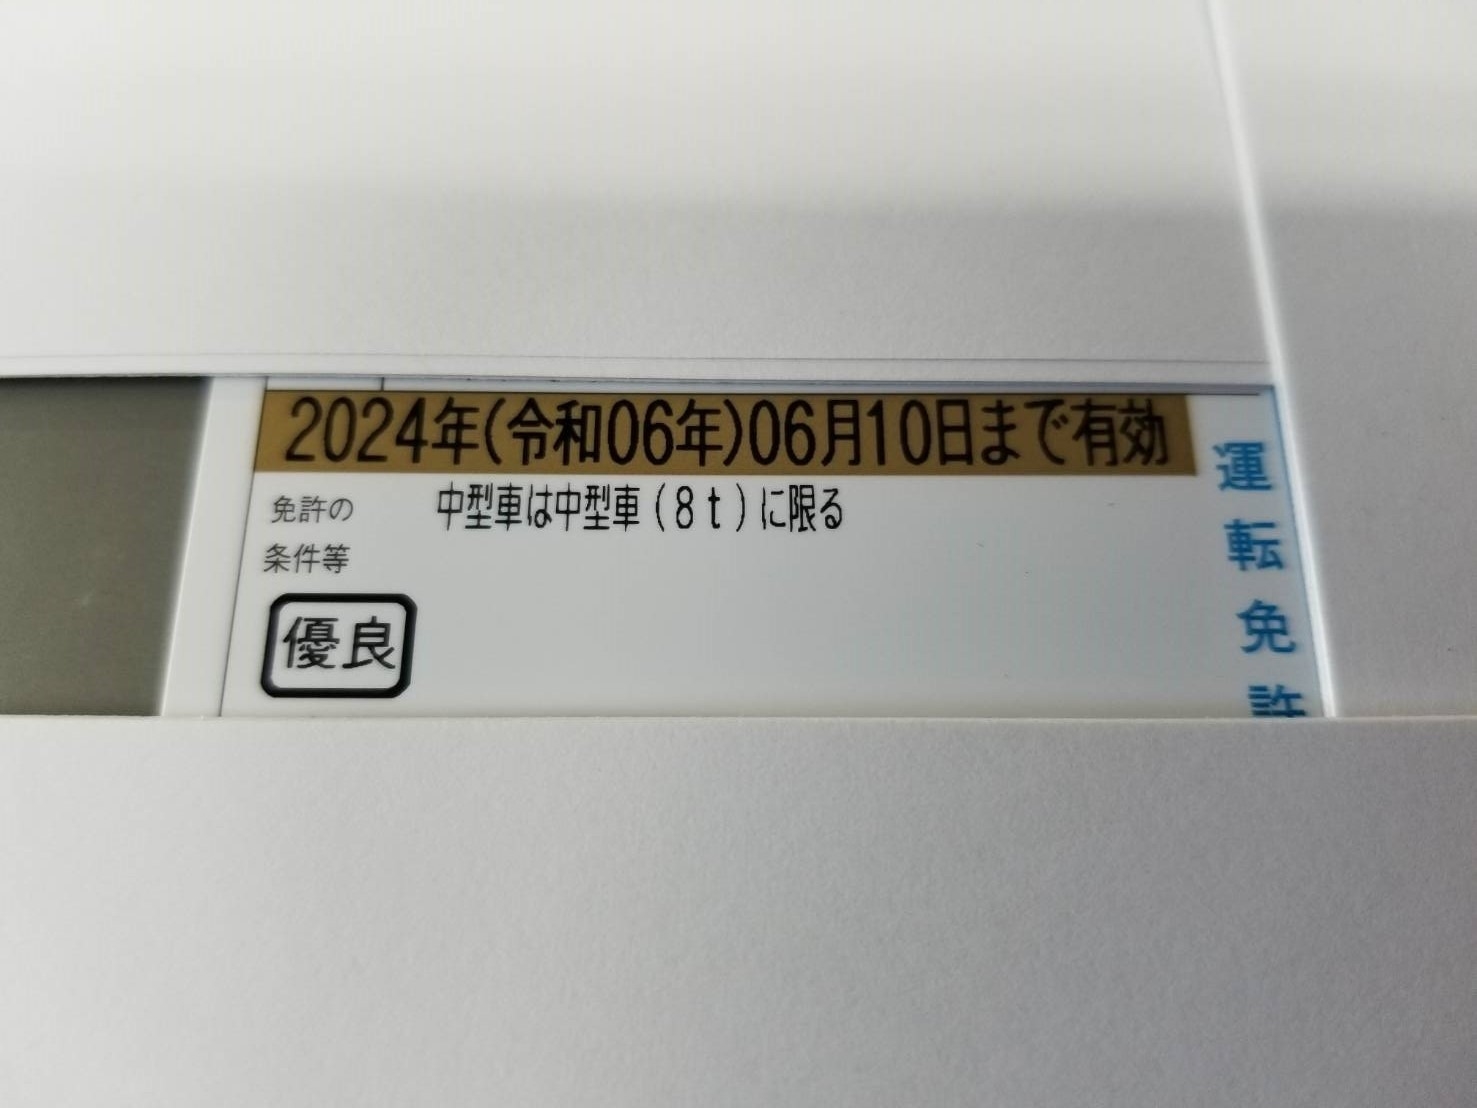 2024年(令和06年)06月10日まで有効
免許の
条件等
中型車は中型車(8t)に限る
優良
運転免許